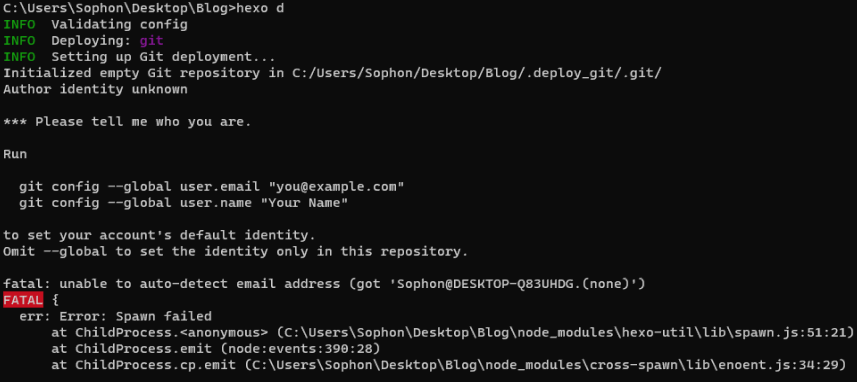 C:\Users\Sophon\Desktop\Blog>hexo d
INFO  Validating config
INFO  Deploying: git
INFO  Setting up Git deployment...
Initialized empty Git repository in C:/Users/Sophon/Desktop/Blog/.deploy_git/.git/
Author identity unknown
*** Please tell me who you are.
Run
  git config --global user.email "you@example.com"
  git config --global user.name "Your Name"
to set your account's default identity.
Omit --global to set the identity only in this repository.
fatal: unable to auto-detect email address (got 'Sophon@DESKTOP-Q83UHDG.(none)')
FATAL {
  err: Error: Spawn failed
      at ChildProcess.<anonymous> (C:\Users\Sophon\Desktop\Blog\node_modules\hexo-util\lib\spawn.js:51:21)
      at ChildProcess.emit (node:events:390:28)
      at ChildProcess.cp.emit (C:\Users\Sophon\Desktop\Blog\node_modules\cross-spawn\lib\enoent.js:34:29)